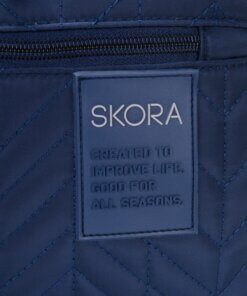 SKORA
CREATED TO
IMPROVE LIFE.
GOOD FOR
ALL SEASONS.